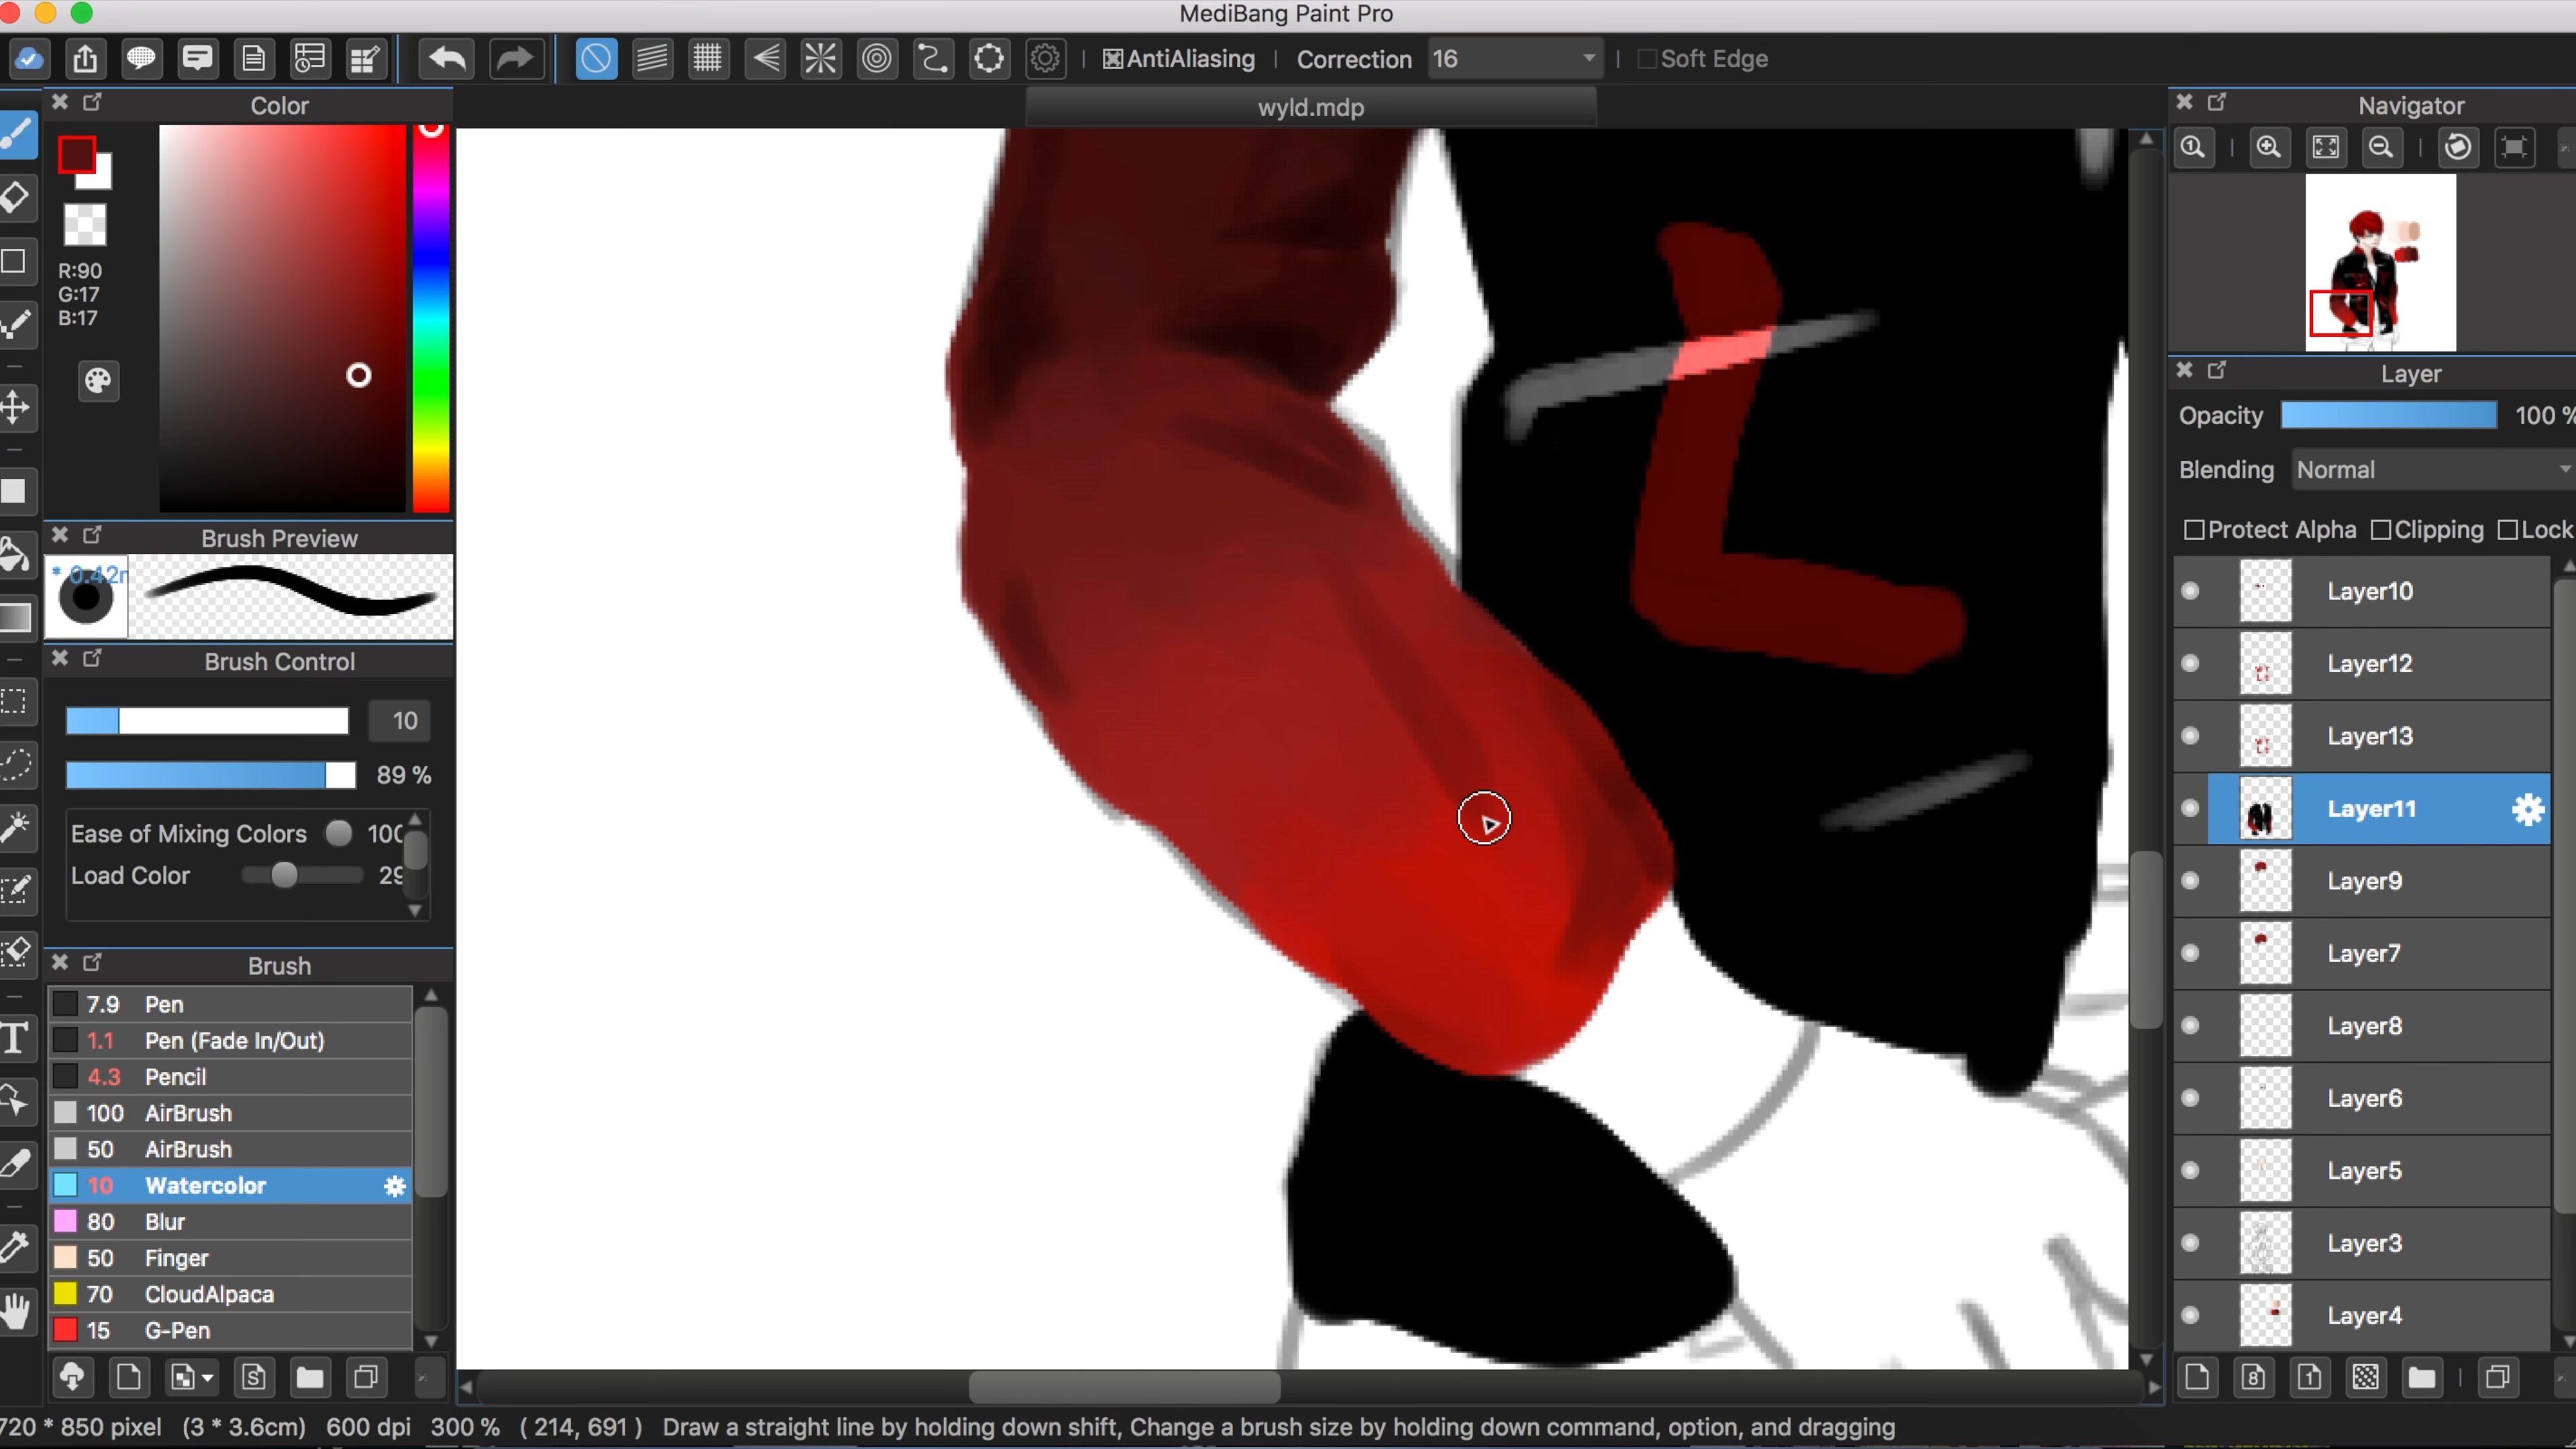 MediBang Paint Pro
AntiAliasing Correction 16 Soft Edge
Color
wyld.mdp
Navigator
R:90
G:17
B:17
Layer
Opacity 100 %
Blending Normal
Protect Alpha Clipping Lock
Brush Preview
* 0.42
Brush Control
10
89 %
Ease of Mixing Colors 100
Load Color 29
Brush
7.9 Pen
1.1 Pen (Fade In/Out)
4.3 Pencil
100 AirBrush
50 AirBrush
10 Watercolor
80 Blur
50 Finger
70 CloudAlpaca
15 G-Pen
Layer10
Layer12
Layer13
Layer11
Layer9
Layer7
Layer8
Layer6
Layer5
Layer3
Layer4
720 * 850 pixel (3 * 3.6cm) 600 dpi 300 % ( 214, 691 ) Draw a straight line by holding down shift, Change a brush size by holding down command, option, and dragging